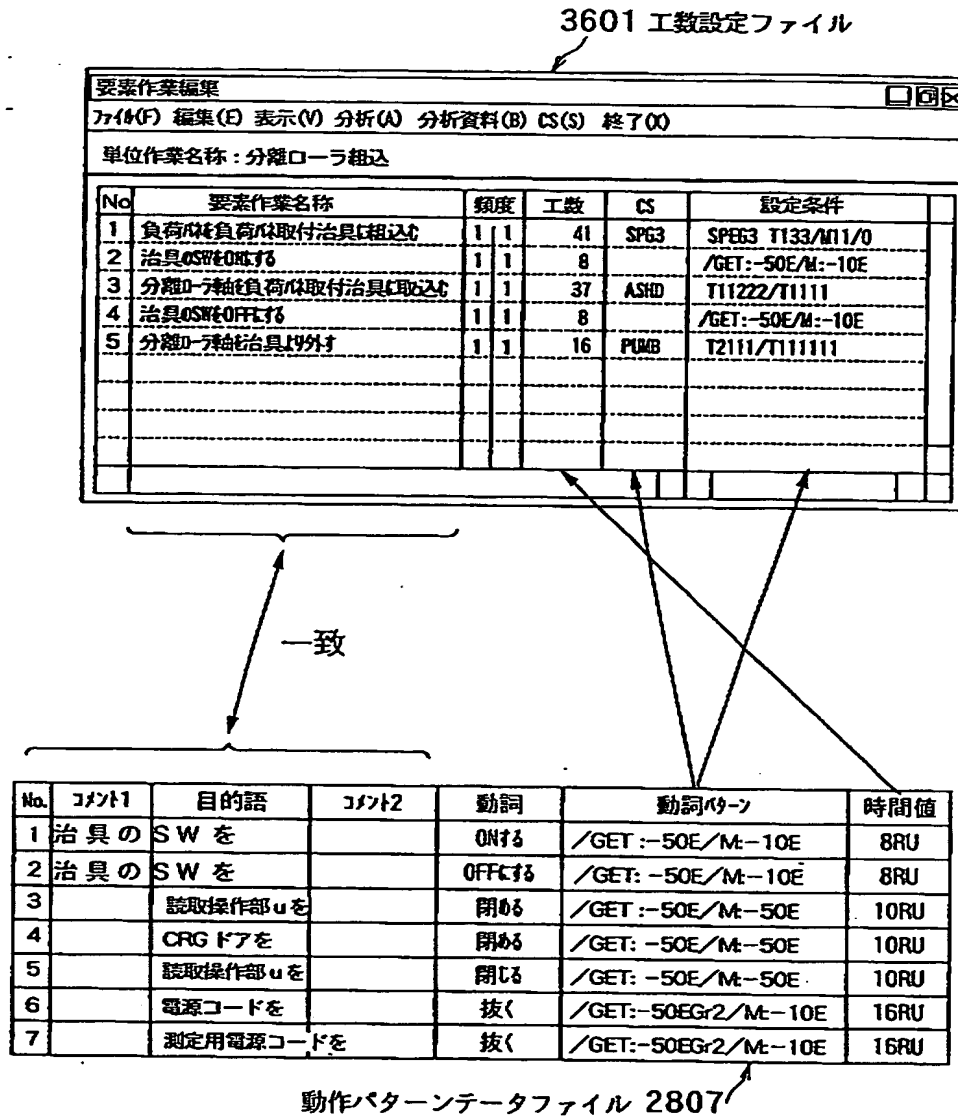 3601 工数設定ファイル
要素作業編集
ファイル(F) 編集(E) 表示(V) 分析(A) 分析資料(B) CS(S) 終了(X)
単位作業名称：分離ローラ組込
No 要素作業名称 頻度 工数 CS 設定条件
1 負荷バネを負荷バネ取付治具に組込む 1 1 41 SPG3 SPEG3 T133/M11/0
2 治具のSWをONにする 1 1 8 /GET:-50E/M:-10E
3 分離ローラ軸を負荷バネ取付治具に取込む 1 1 37 ASHD T11222/T1111
4 治具のSWをOFFにする 1 1 8 /GET:-50E/M:-10E
5 分離ローラ軸を治具より外す 1 1 16 PUMB T2111/T111111
一致
No. コメント1 目的語 コメント2 動詞 動詞パターン 時間値
1 治具の SWを ONする /GET:-50E/M:-10E 8RU
2 治具の SWを OFFにする /GET:-50E/M:-10E 8RU
3 読取操作部uを 閉める /GET:-50E/M:-50E 10RU
4 CRGドアを 閉める /GET:-50E/M:-50E 10RU
5 読取操作部uを 閉じる /GET:-50E/M:-50E 10RU
6 電源コードを 抜く /GET:-50EGr2/M:-10E 16RU
7 測定用電源コードを 抜く /GET:-50EGr2/M:-10E 16RU
動作パターンテータファイル 2807